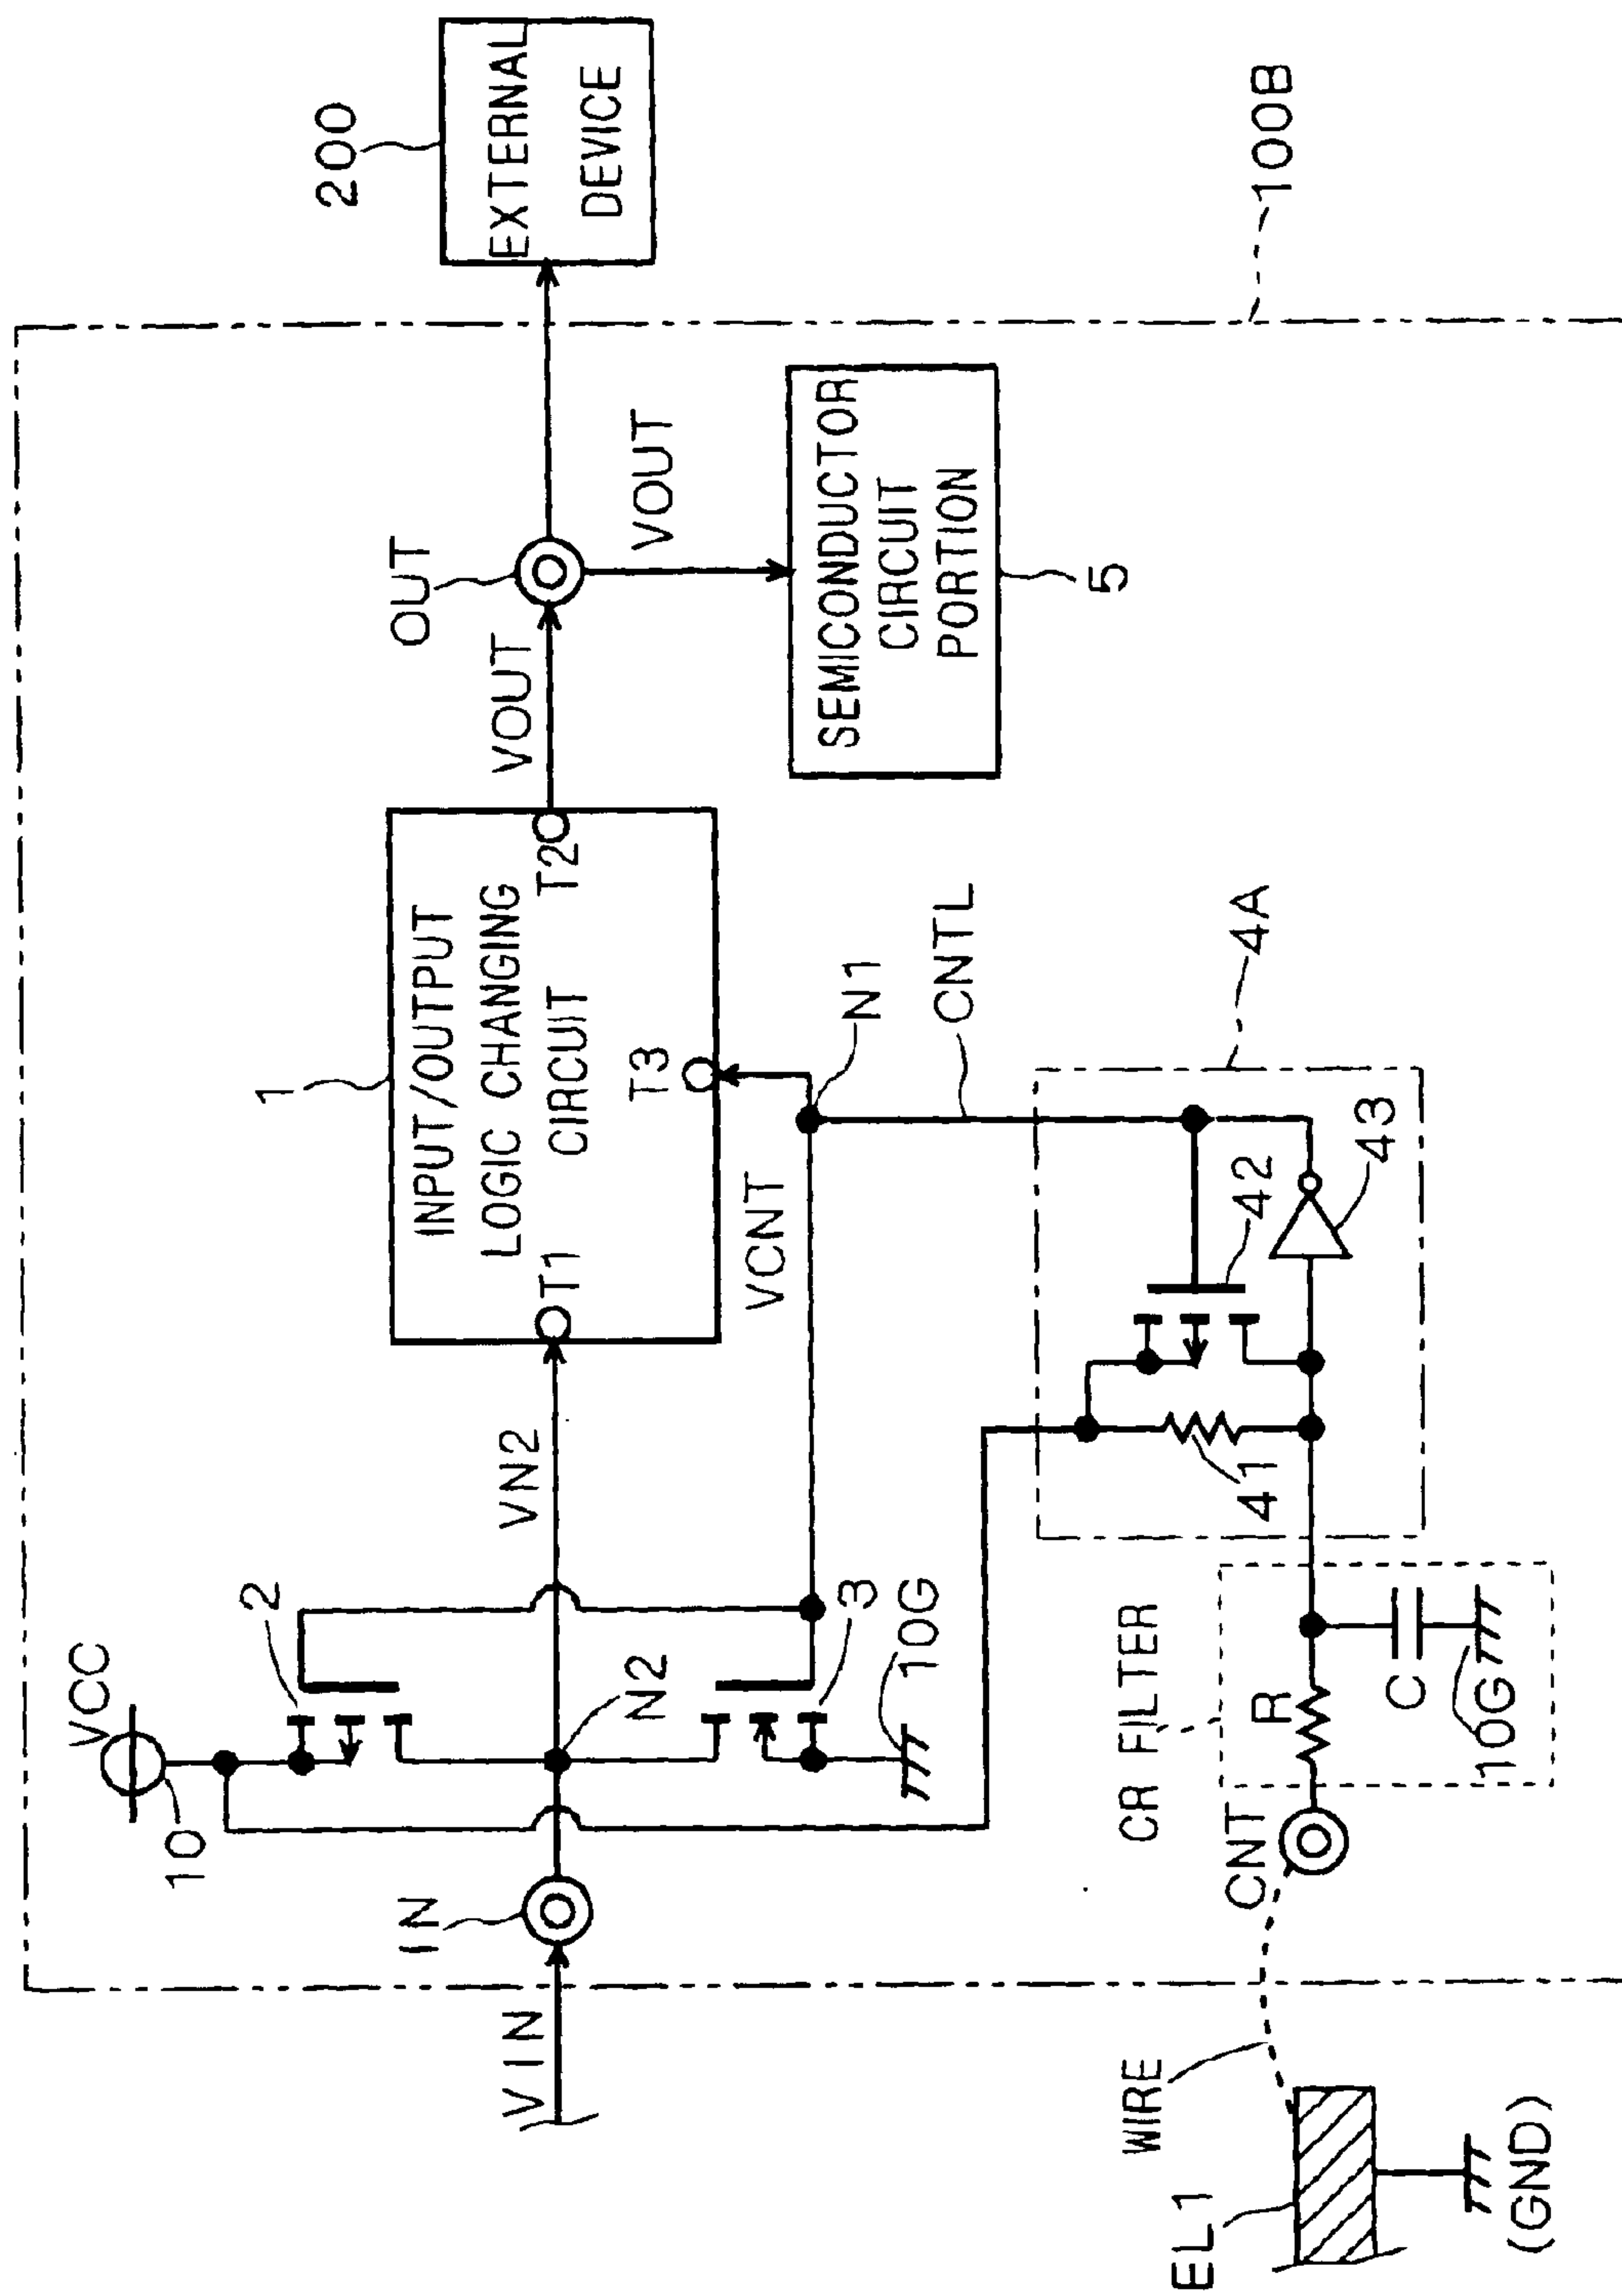 VCC
10
2
IN
VIN
VN2
N2
3
10G
1
INPUT/OUTPUT
LOGIC CHANGING
CIRCUIT
T1
T2
T3
VOUT
OUT
VOUT
200
EXTERNAL
DEVICE
SEMICONDUCTOR
CIRCUIT
PORTION
5
VCNT
N1
CNTL
4A
41
42
43
CR FILTER
R
C
10G
CNT
WIRE
EL1
(GND)
100B